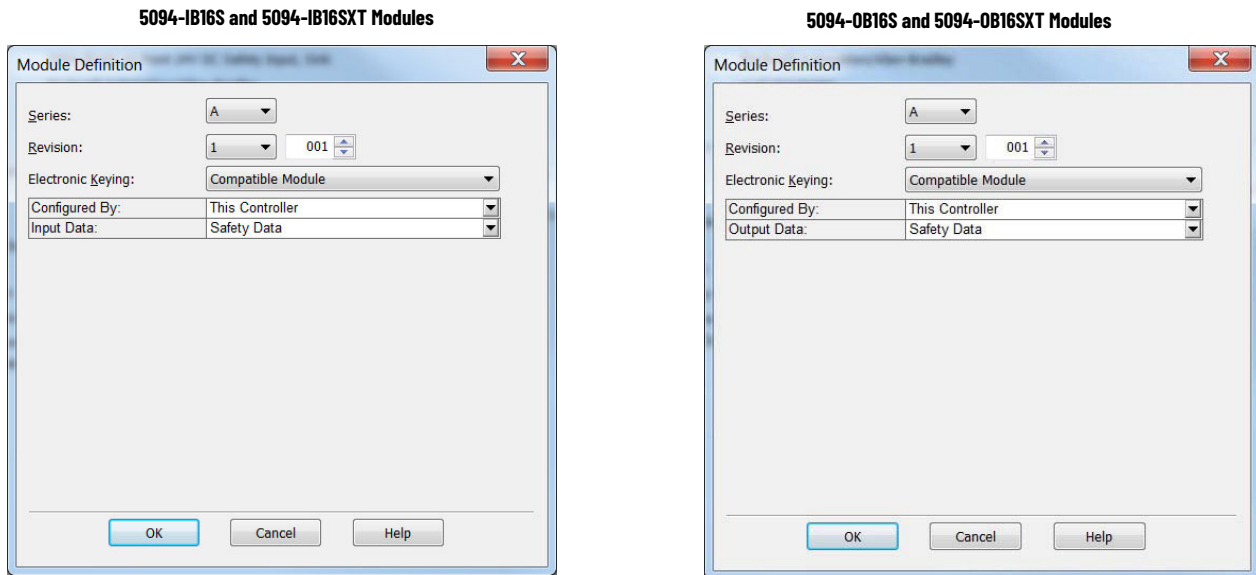 5094-IB16S and 5094-IB16SXT Modules
Module Definition
X
Series: A
Revision: 1 001
Electronic Keying: Compatible Module
Configured By: This Controller
Input Data: Safety Data
OK Cancel Help
5094-OB16S and 5094-OB16SXT Modules
Module Definition
X
Series: A
Revision: 1 001
Electronic Keying: Compatible Module
Configured By: This Controller
Output Data: Safety Data
OK Cancel Help